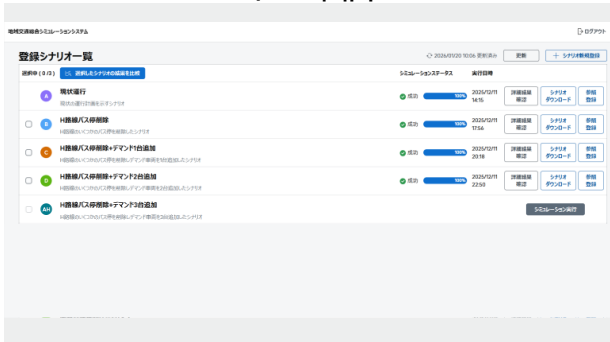 地域交通総合シミュレーションシステム
ログアウト
登録シナリオ一覧
2026/01/20 10:06 更新済み
更新
+ シナリオ新規登録
選択中 ( 0 / 3 )
選択したシナリオの結果を比較
シミュレーションステータス
実行日時
A
現状運行
現状の運行計画を示すシナリオ
成功
100%
2025/12/11
14:15
詳細結果
確認
シナリオ
ダウンロード
参照
登録
B
H路線バス停削除
H路線のいくつかのバス停を削除したシナリオ
成功
100%
2025/12/11
17:56
詳細結果
確認
シナリオ
ダウンロード
参照
登録
C
H路線バス停削除+デマンド1台追加
H路線のいくつかのバス停を削除しデマンド車両を1台追加したシナリオ
成功
100%
2025/12/11
20:18
詳細結果
確認
シナリオ
ダウンロード
参照
登録
D
H路線バス停削除+デマンド2台追加
H路線のいくつかのバス停を削除しデマンド車両を2台追加したシナリオ
成功
100%
2025/12/11
22:50
詳細結果
確認
シナリオ
ダウンロード
参照
登録
AH
H路線バス停削除+デマンド3台追加
H路線のいくつかのバス停を削除しデマンド車両を3台追加したシナリオ
シミュレーション実行